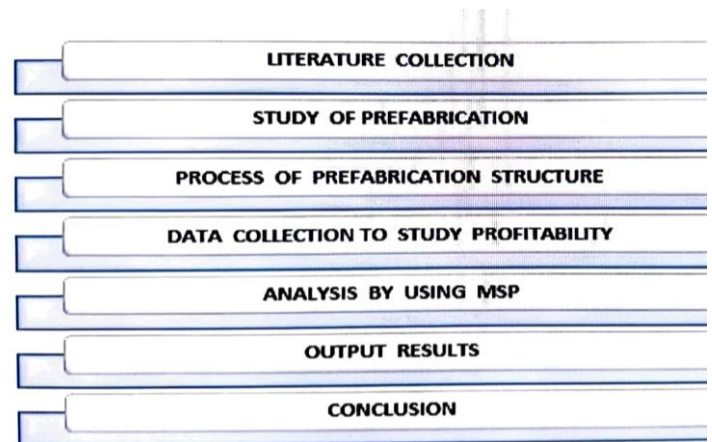 LITERATURE COLLECTION
STUDY OF PREFABRICATION
PROCESS OF PREFABRICATION STRUCTURE
DATA COLLECTION TO STUDY PROFITABILITY
ANALYSIS BY USING MSP
OUTPUT RESULTS
CONCLUSION